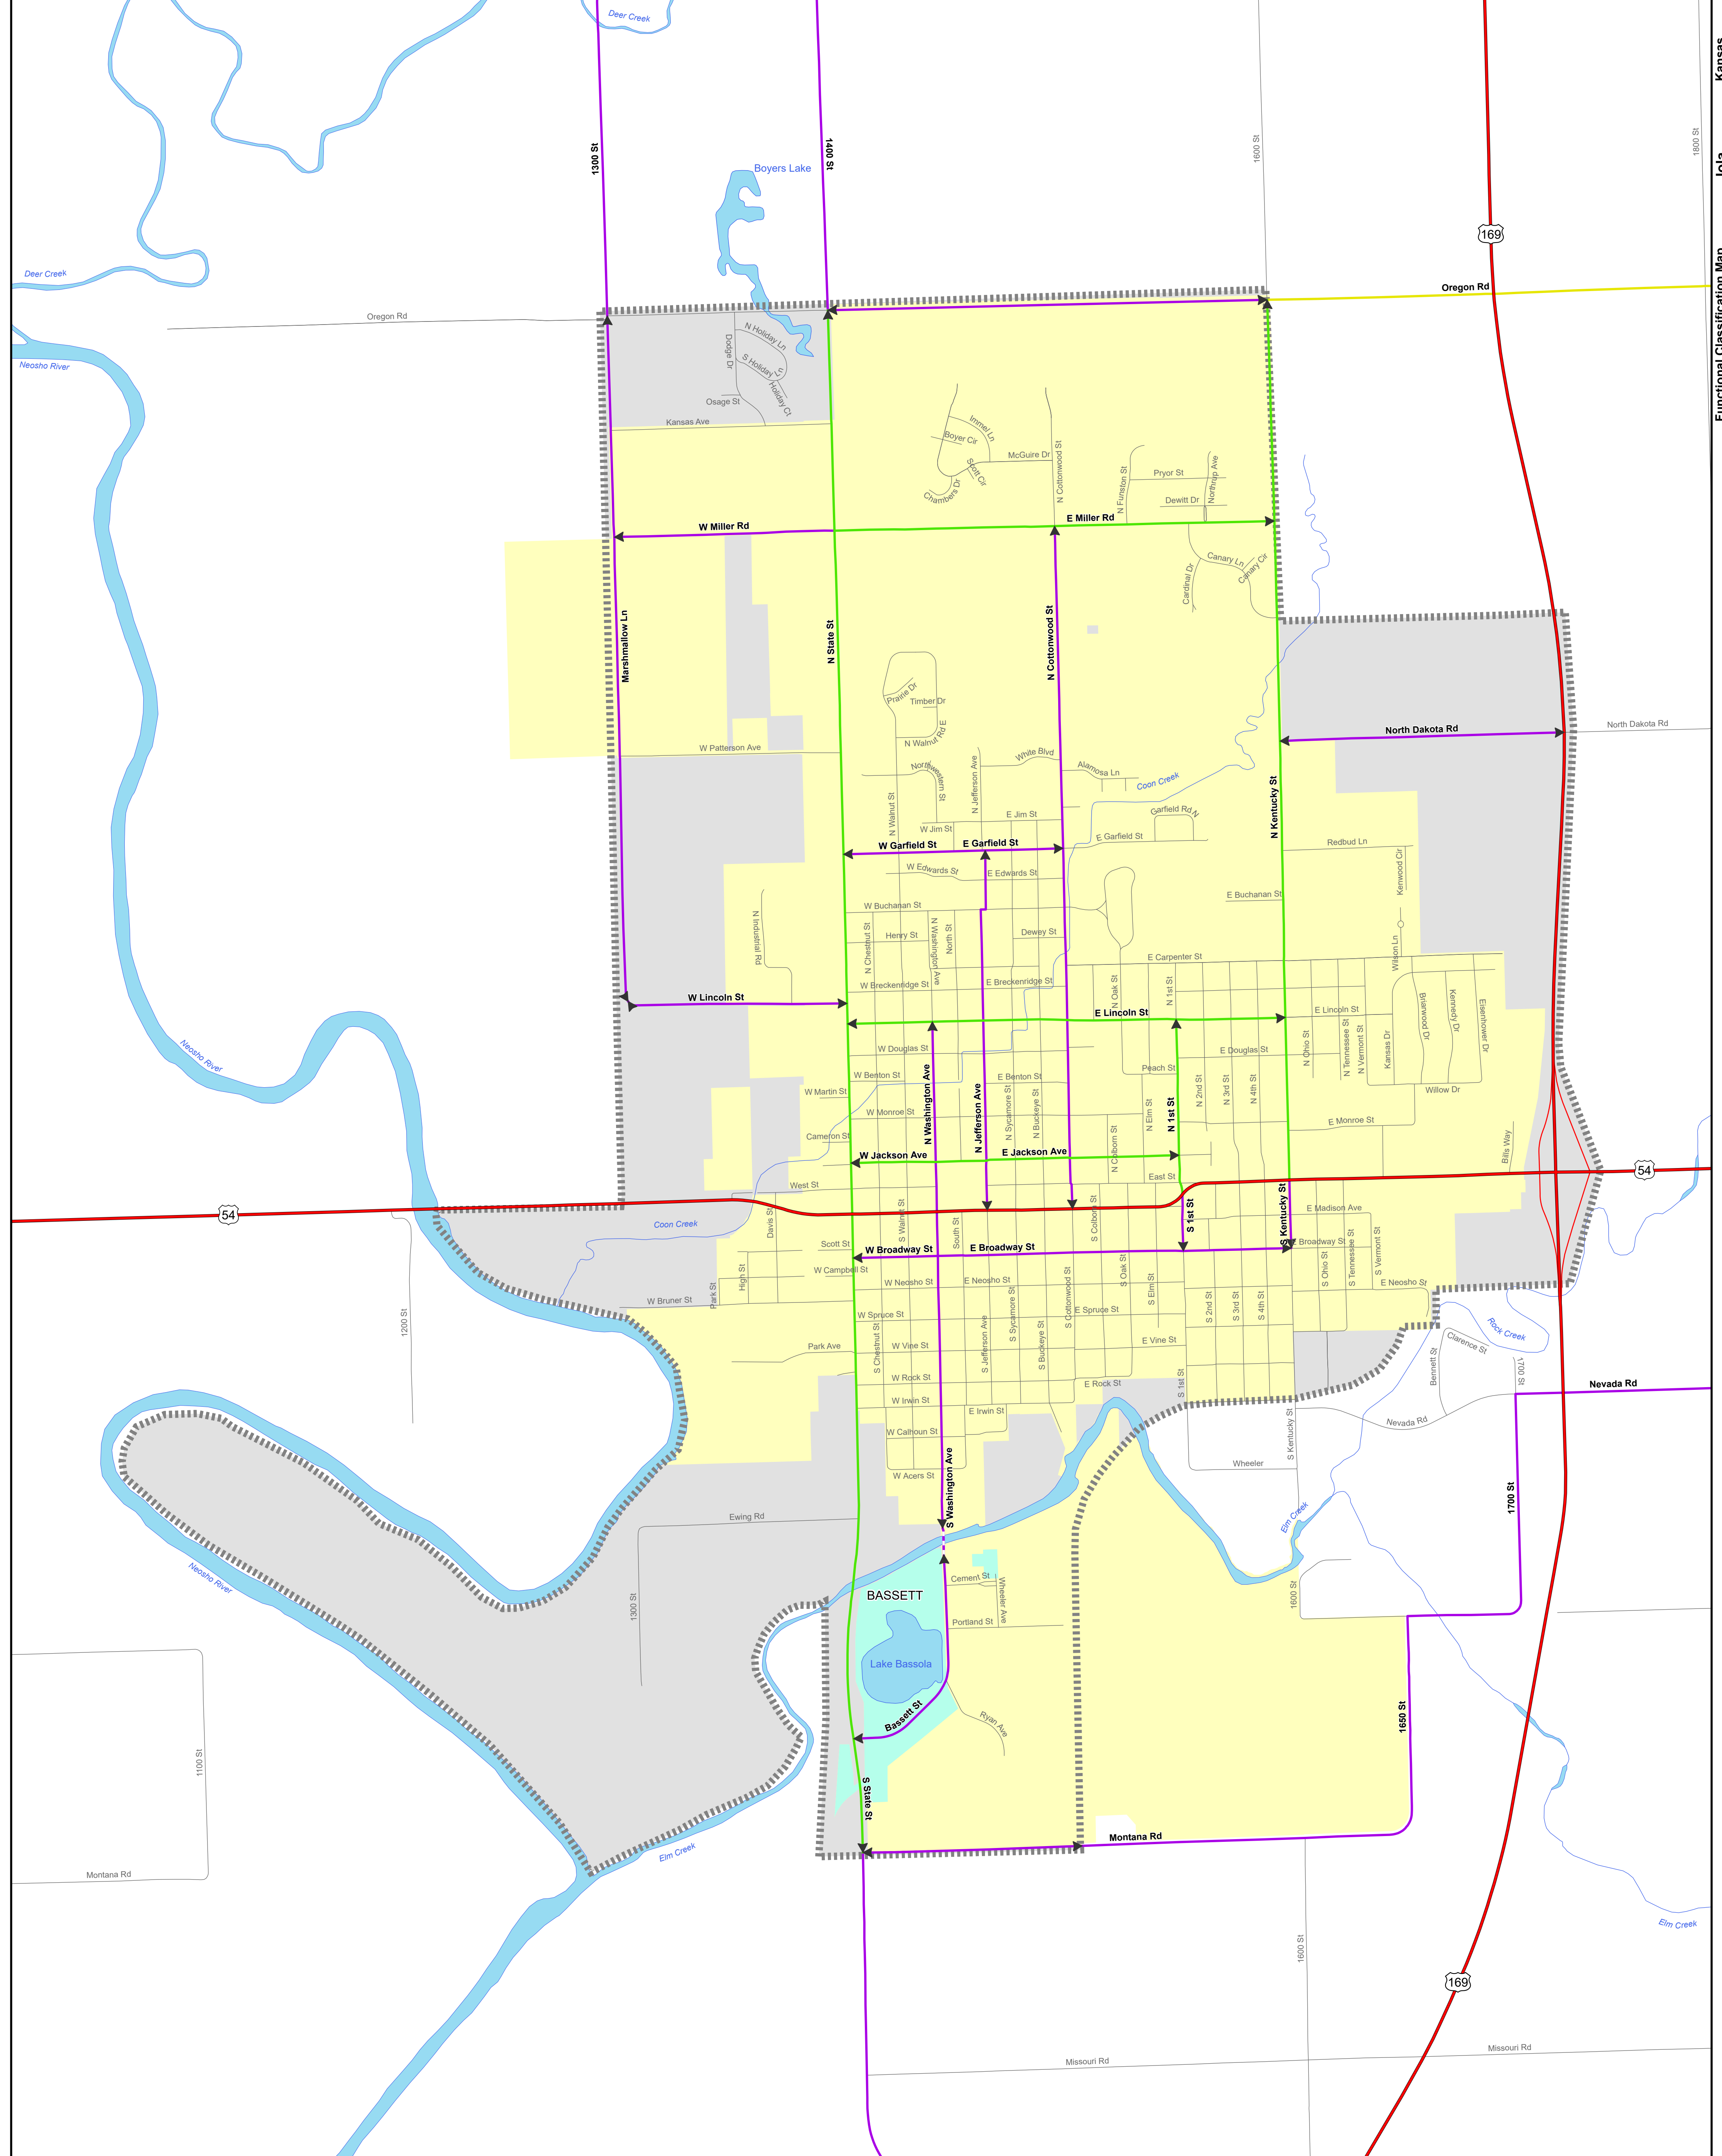 Deer Creek
Kansas
1300 St
1400 St
1600 St
1800 St
Iola
Boyers Lake
169
Functional Classification Map
Deer Creek
Oregon Rd
Oregon Rd
Neosho River
N Holiday Ln
Dodge Dr
S Holiday Ln
Holiday Ct
Osage St
Kansas Ave
Immel Ln
Boyer Cir
McGuire Dr
Scott Cir
Chambers Dr
N Cottonwood St
N Funston St
Pryor St
Northrup Ave
Dewitt Dr
W Miller Rd
E Miller Rd
Canary Ln
Canary Cir
Cardinal Dr
Marshmallow Ln
N State St
N Cottonwood St
Prairie Dr
Timber Dr
N Walnut Rd E
North Dakota Rd
North Dakota Rd
W Patterson Ave
White Blvd
Northwestern St
N Jefferson Ave
Alamosa Ln
Coon Creek
N Walnut St
N Kentucky St
Garfield Rd N
E Jim St
W Jim St
E Garfield St
W Garfield St
E Garfield St
Redbud Ln
Kenwood Cir
W Edwards St
E Edwards St
E Buchanan St
W Buchanan St
N Industrial Rd
N Chestnut St
Henry St
N Washington Ave
North St
Dewey St
Wilson Ln
E Carpenter St
W Breckenridge St
E Breckenridge St
N Oak St
N 1st St
W Lincoln St
E Lincoln St
E Lincoln St
Briarwood Dr
Kennedy Dr
Eisenhower Dr
N Ohio St
N Tennessee St
N Vermont St
Kansas Dr
W Douglas St
E Douglas St
Neosho River
W Benton St
E Benton St
Peach St
W Martin St
N Washington Ave
N Jefferson Ave
N Sycamore St
N Buckeye St
N 2nd St
N 3rd St
N 4th St
Willow Dr
W Monroe St
N Elm St
N 1st St
E Monroe St
Cameron St
N Colborn St
Bills Way
W Jackson Ave
E Jackson Ave
East St
54
West St
54
Coon Creek
Davis St
S Walnut St
South St
S Colborn St
S 1st St
S Kentucky St
E Madison Ave
Scott St
W Broadway St
E Broadway St
E Broadway St
W Campbell St
High St
Park St
W Neosho St
E Neosho St
S Oak St
S Elm St
S Ohio St
S Tennessee St
S Vermont St
E Neosho St
W Bruner St
1200 St
W Spruce St
S Sycamore St
S Cottonwood St
E Spruce St
S 2nd St
S 3rd St
S 4th St
Rock Creek
Park Ave
S Chestnut St
W Vine St
S Jefferson Ave
S Buckeye St
E Vine St
Clarence St
Bennett St
1700 St
W Rock St
E Rock St
S 1st St
Nevada Rd
W Irwin St
E Irwin St
Nevada Rd
W Calhoun St
S Kentucky St
Wheeler
W Acers St
S Washington Ave
1700 St
Ewing Rd
Elm Creek
Neosho River
Cement St
Wheeler Ave
BASSETT
1300 St
1600 St
Portland St
Lake Bassola
Bassett St
Ryan Ave
1650 St
1100 St
S State St
Montana Rd
Elm Creek
Montana Rd
Elm Creek
1600 St
169
Missouri Rd
Missouri Rd